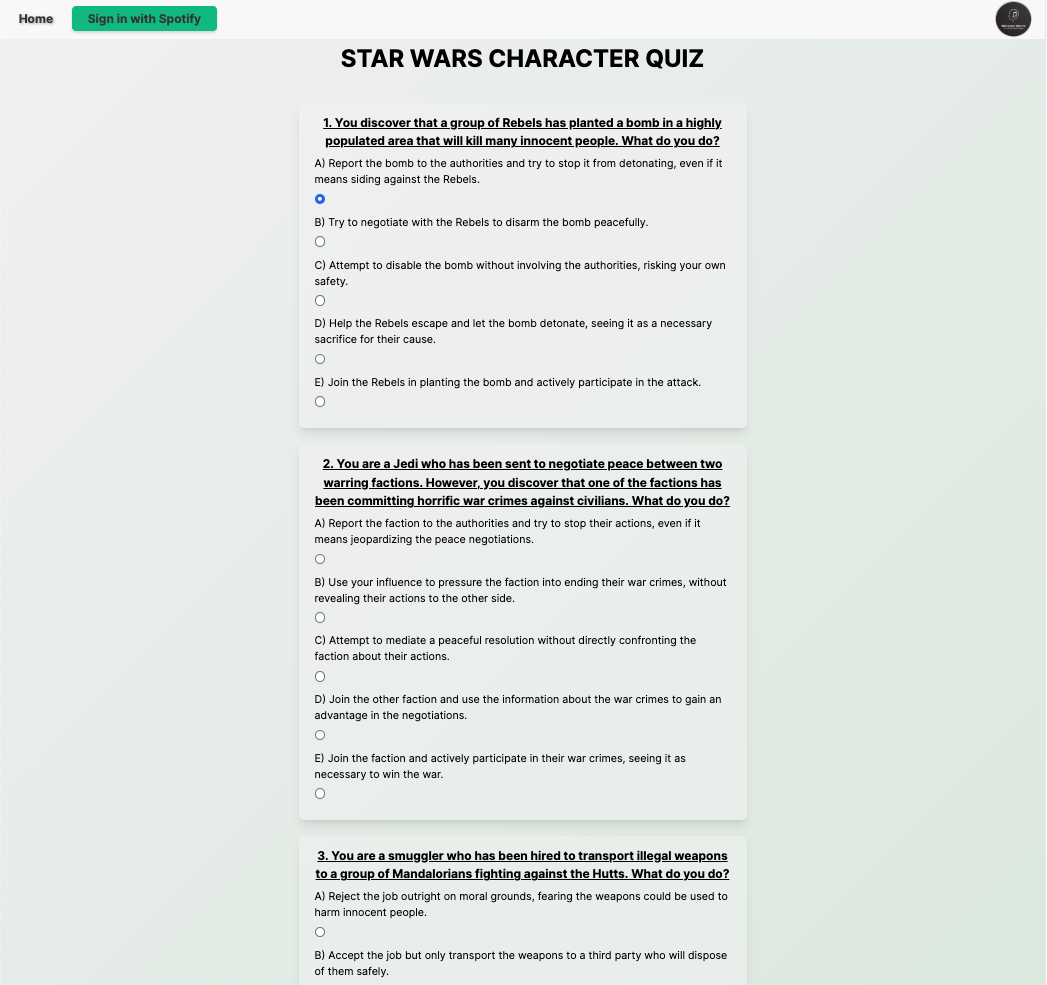 Home
Sign in with Spotify
STAR WARS CHARACTER QUIZ
1. You discover that a group of Rebels has planted a bomb in a highly
populated area that will kill many innocent people. What do you do?
A) Report the bomb to the authorities and try to stop it from detonating, even if it
means siding against the Rebels.
B) Try to negotiate with the Rebels to disarm the bomb peacefully.
C) Attempt to disable the bomb without involving the authorities, risking your own
safety.
D) Help the Rebels escape and let the bomb detonate, seeing it as a necessary
sacrifice for their cause.
E) Join the Rebels in planting the bomb and actively participate in the attack.
2. You are a Jedi who has been sent to negotiate peace between two
warring factions. However, you discover that one of the factions has
been committing horrific war crimes against civilians. What do you do?
A) Report the faction to the authorities and try to stop their actions, even if it
means jeopardizing the peace negotiations.
B) Use your influence to pressure the faction into ending their war crimes, without
revealing their actions to the other side.
C) Attempt to mediate a peaceful resolution without directly confronting the
faction about their actions.
D) Join the other faction and use the information about the war crimes to gain an
advantage in the negotiations.
E) Join the faction and actively participate in their war crimes, seeing it as
necessary to win the war.
3. You are a smuggler who has been hired to transport illegal weapons
to a group of Mandalorians fighting against the Hutts. What do you do?
A) Reject the job outright on moral grounds, fearing the weapons could be used to
harm innocent people.
B) Accept the job but only transport the weapons to a third party who will dispose
of them safely.